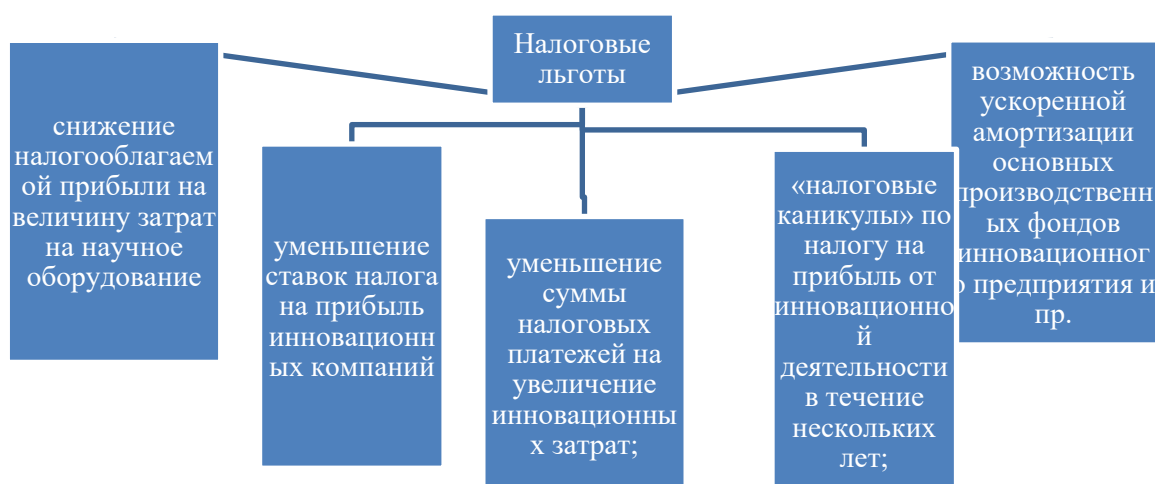 Налоговые
льготы
снижение
налогооблагаем
ой прибыли на
величину затрат
на научное
оборудование
уменьшение
ставок налога
на прибыль
инновационн
ых компаний
уменьшение
суммы
налоговых
платежей на
увеличение
инновационны
х затрат;
«налоговые
каникулы» по
налогу на
прибыль от
инновационно
й
деятельности
в течение
нескольких
лет;
возможность
ускоренной
амортизации
основных
производственн
ых фондов
инновационног
о предприятия и
пр.